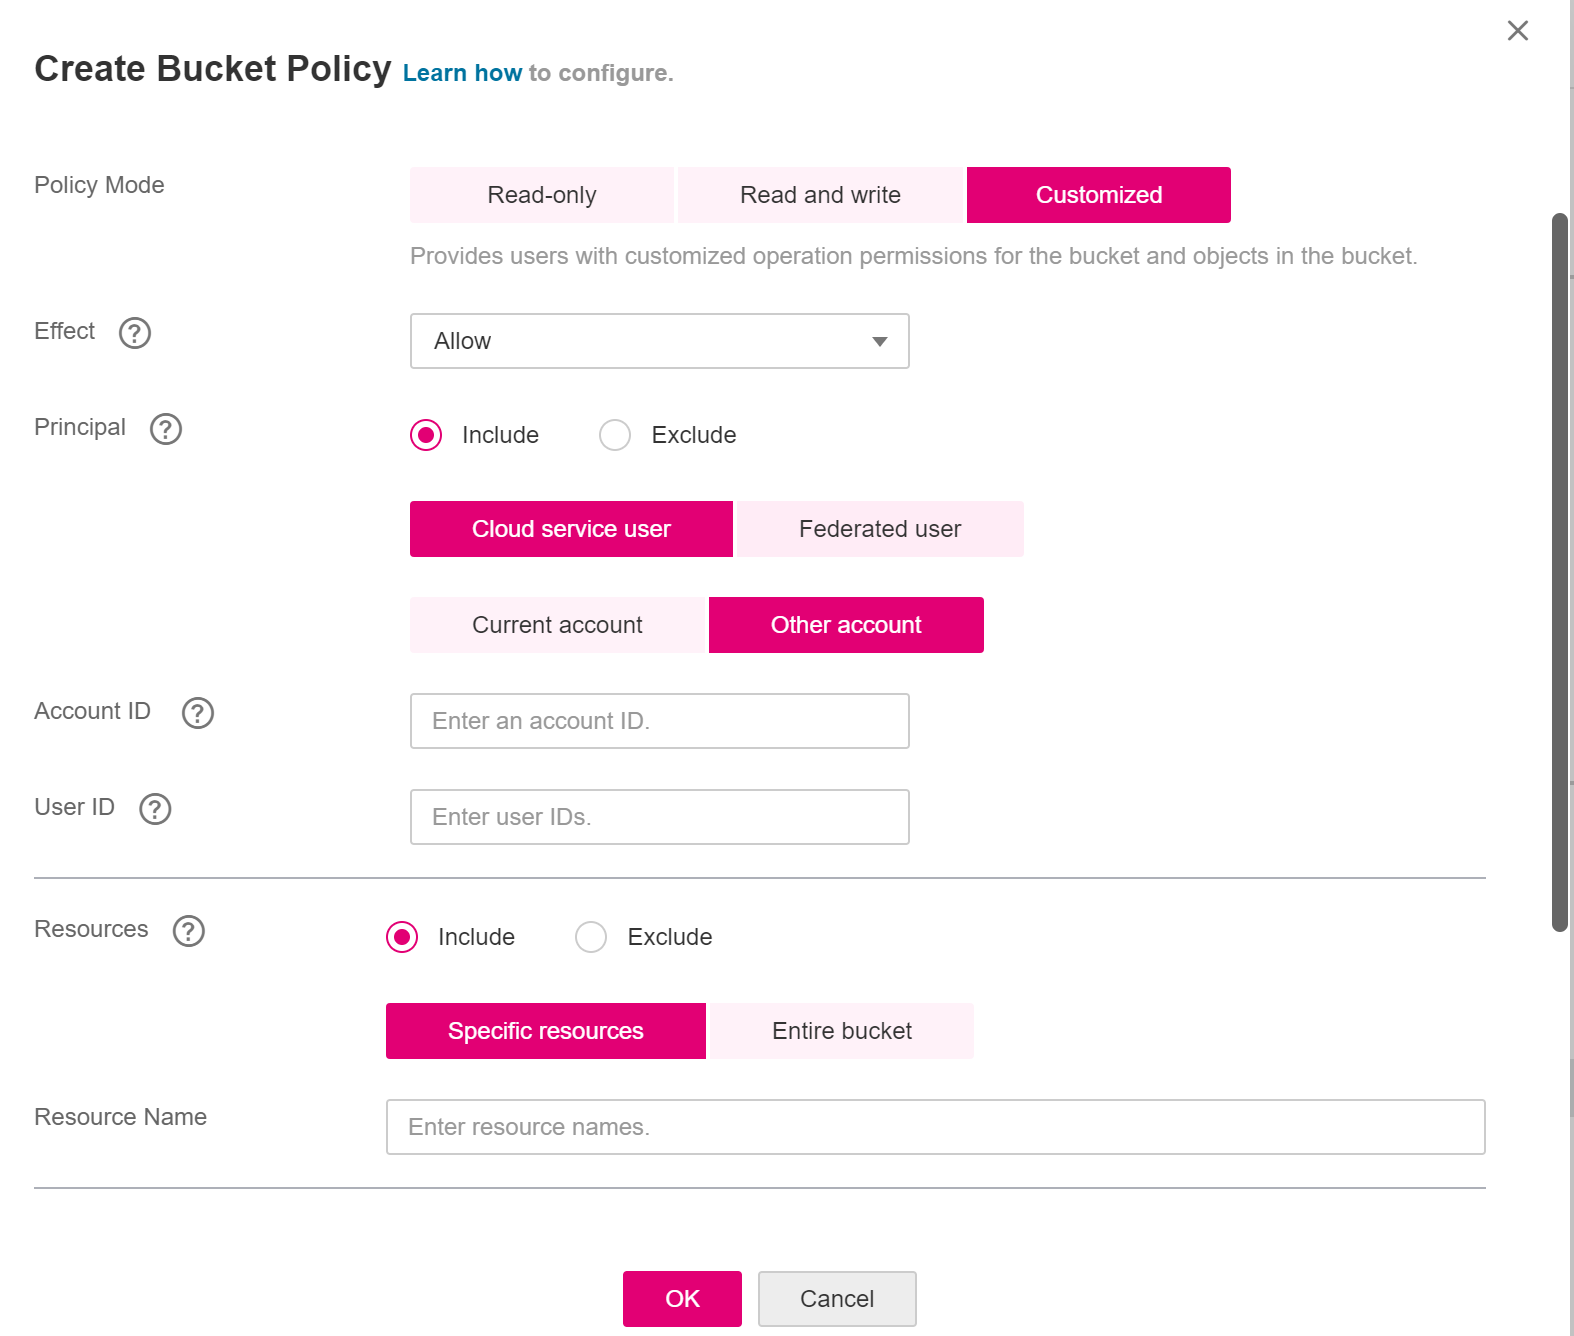 Create Bucket Policy Learn how to configure.
Policy Mode
Read-only Read and write Customized
Provides users with customized operation permissions for the bucket and objects in the bucket.
Effect ?
Allow
Principal ?
Include Exclude
Cloud service user Federated user
Current account Other account
Account ID ?
Enter an account ID.
User ID ?
Enter user IDs.
Resources ?
Include Exclude
Specific resources Entire bucket
Resource Name
Enter resource names.
OK Cancel